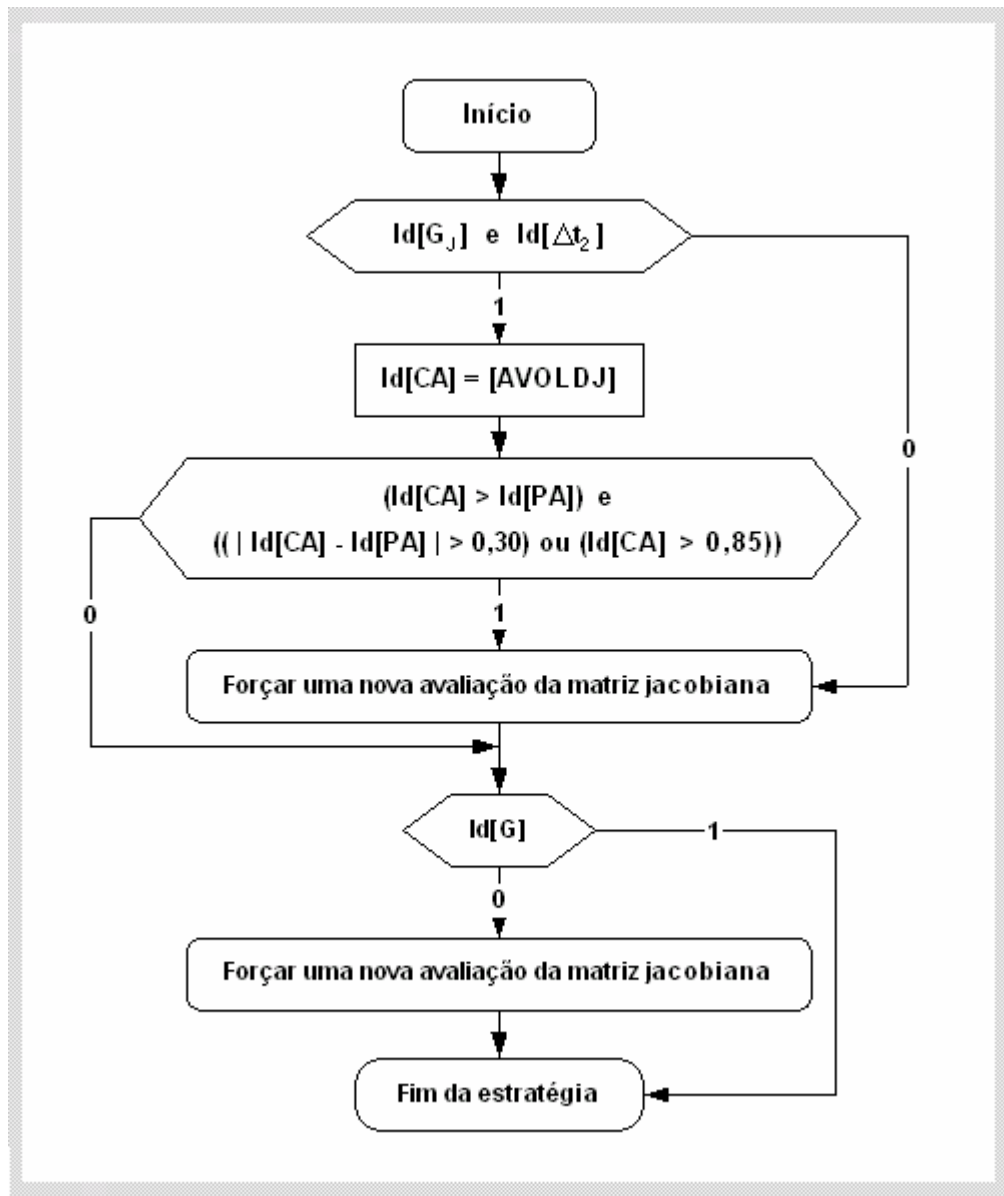 Início
Id[G_J] e Id[△t_2]
1
Id[CA] = [AVOLDJ]
0
(Id[CA] > Id[PA]) e
(( | Id[CA] - Id[PA] | > 0,30) ou (Id[CA] > 0,85))
0
1
Forçar uma nova avaliação da matriz jacobiana
Id[G]
1
0
Forçar uma nova avaliação da matriz jacobiana
Fim da estratégia